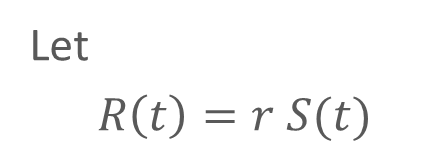 Let
R(t) = r S(t)